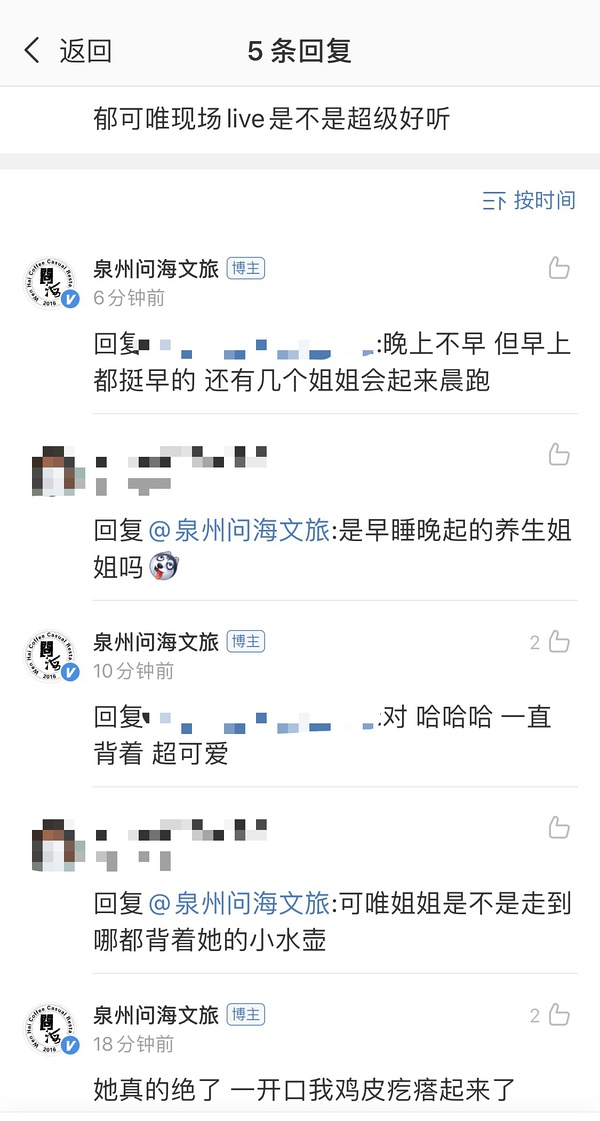 返回
5 条回复
郁可唯现场live是不是超级好听
按时间
泉州问海文旅 博主
6分钟前
回复 :晚上不早 但早上
都挺早的 还有几个姐姐会起来晨跑
回复 @泉州问海文旅:是早睡晚起的养生姐
姐吗
泉州问海文旅 博主
2
10分钟前
回复 对 哈哈哈 一直
背着 超可爱
回复 @泉州问海文旅:可唯姐姐是不是走到
哪都背着她的小水壶
泉州问海文旅 博主
2
18分钟前
她真的绝了 一开口我鸡皮疙瘩起来了